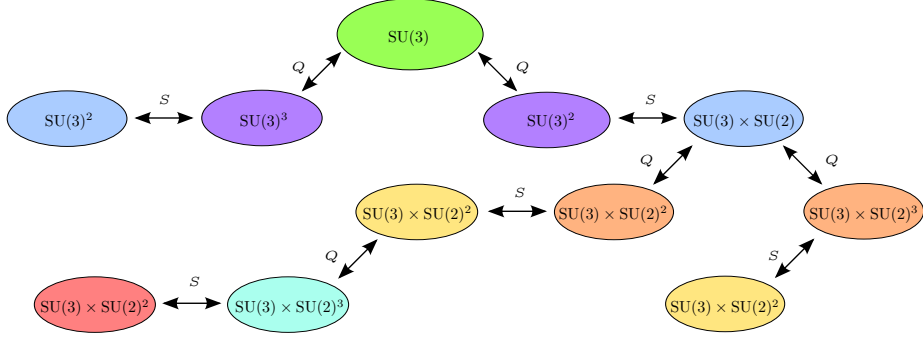 SU(3)
Q Q
SU(3)² S SU(3)³ SU(3)² S SU(3) × SU(2)
Q Q
SU(3) × SU(2)² S SU(3) × SU(2)² SU(3) × SU(2)³
Q S
SU(3) × SU(2)² S SU(3) × SU(2)³ SU(3) × SU(2)²